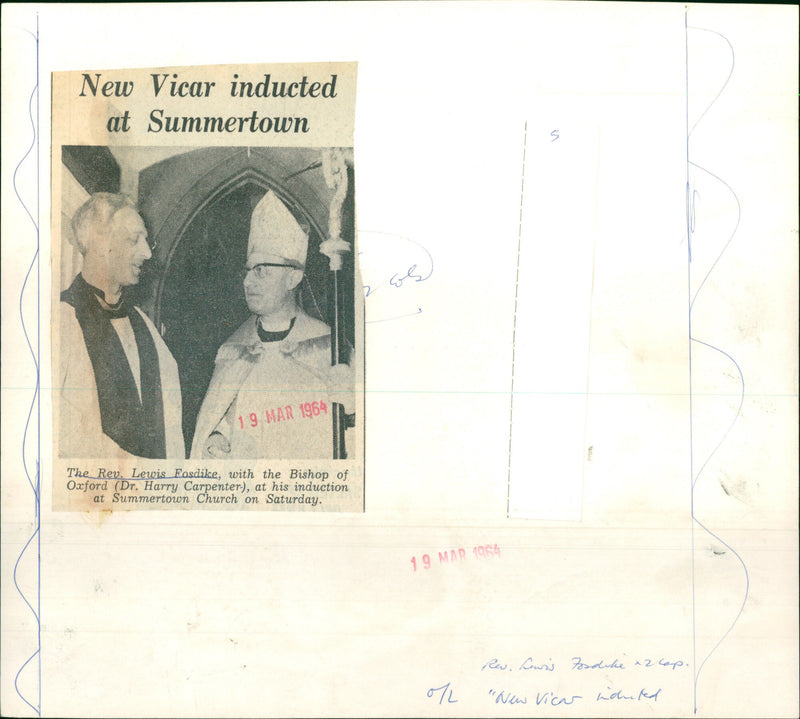 New Vicar inducted
at Summertown
S
cols
19 MAR 1964
The Rev. Lewis Fosdike, with the Bishop of
Oxford (Dr. Harry Carpenter), at his induction
at Summertown Church on Saturday.
19 MAR 1964
Rev. Lewis Fosdike x2 cop.
O/L "New Vicar inducted